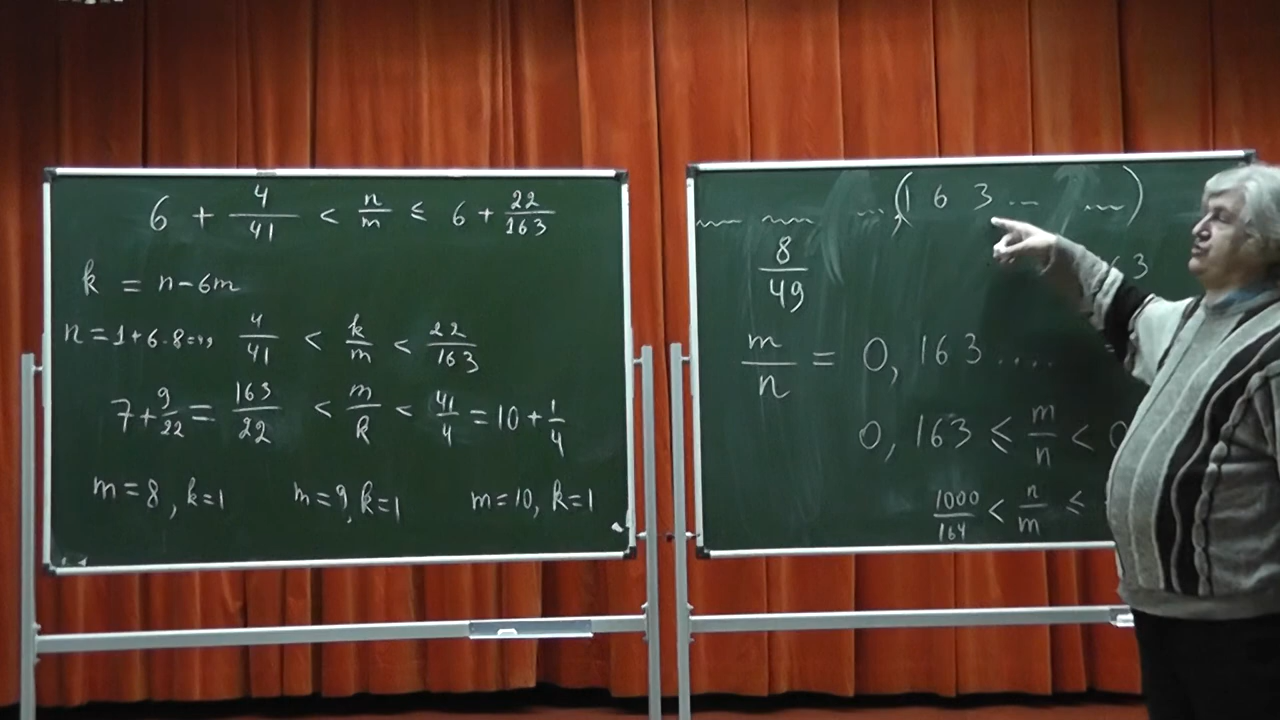 6 + 4/41 < n/m ≤ 6 + 22/163
k = n - 6m
n = 1 + 6 · 8 = 49 4/41 < k/m < 22/163
7 + 9/22 = 163/22 < m/k < 41/4 = 10 + 1/4
m = 8, k = 1 m = 9, k = 1 m = 10, k = 1
..., (1 6 3 ... ...)
8/49 63
m/n = 0, 163....
0, 163 ≤ m/n < 0
1000/164 < n/m ≤